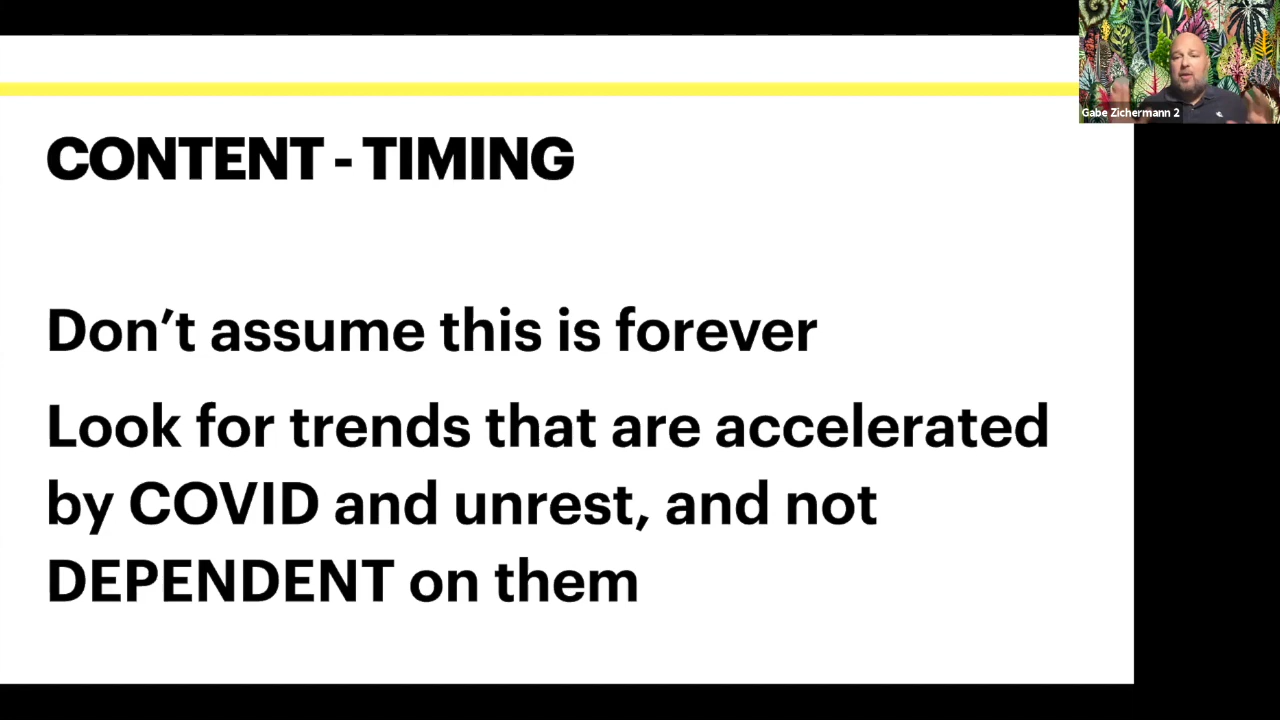 Gabe Zichermann 2
CONTENT - TIMING
Don’t assume this is forever
Look for trends that are accelerated
by COVID and unrest, and not
DEPENDENT on them